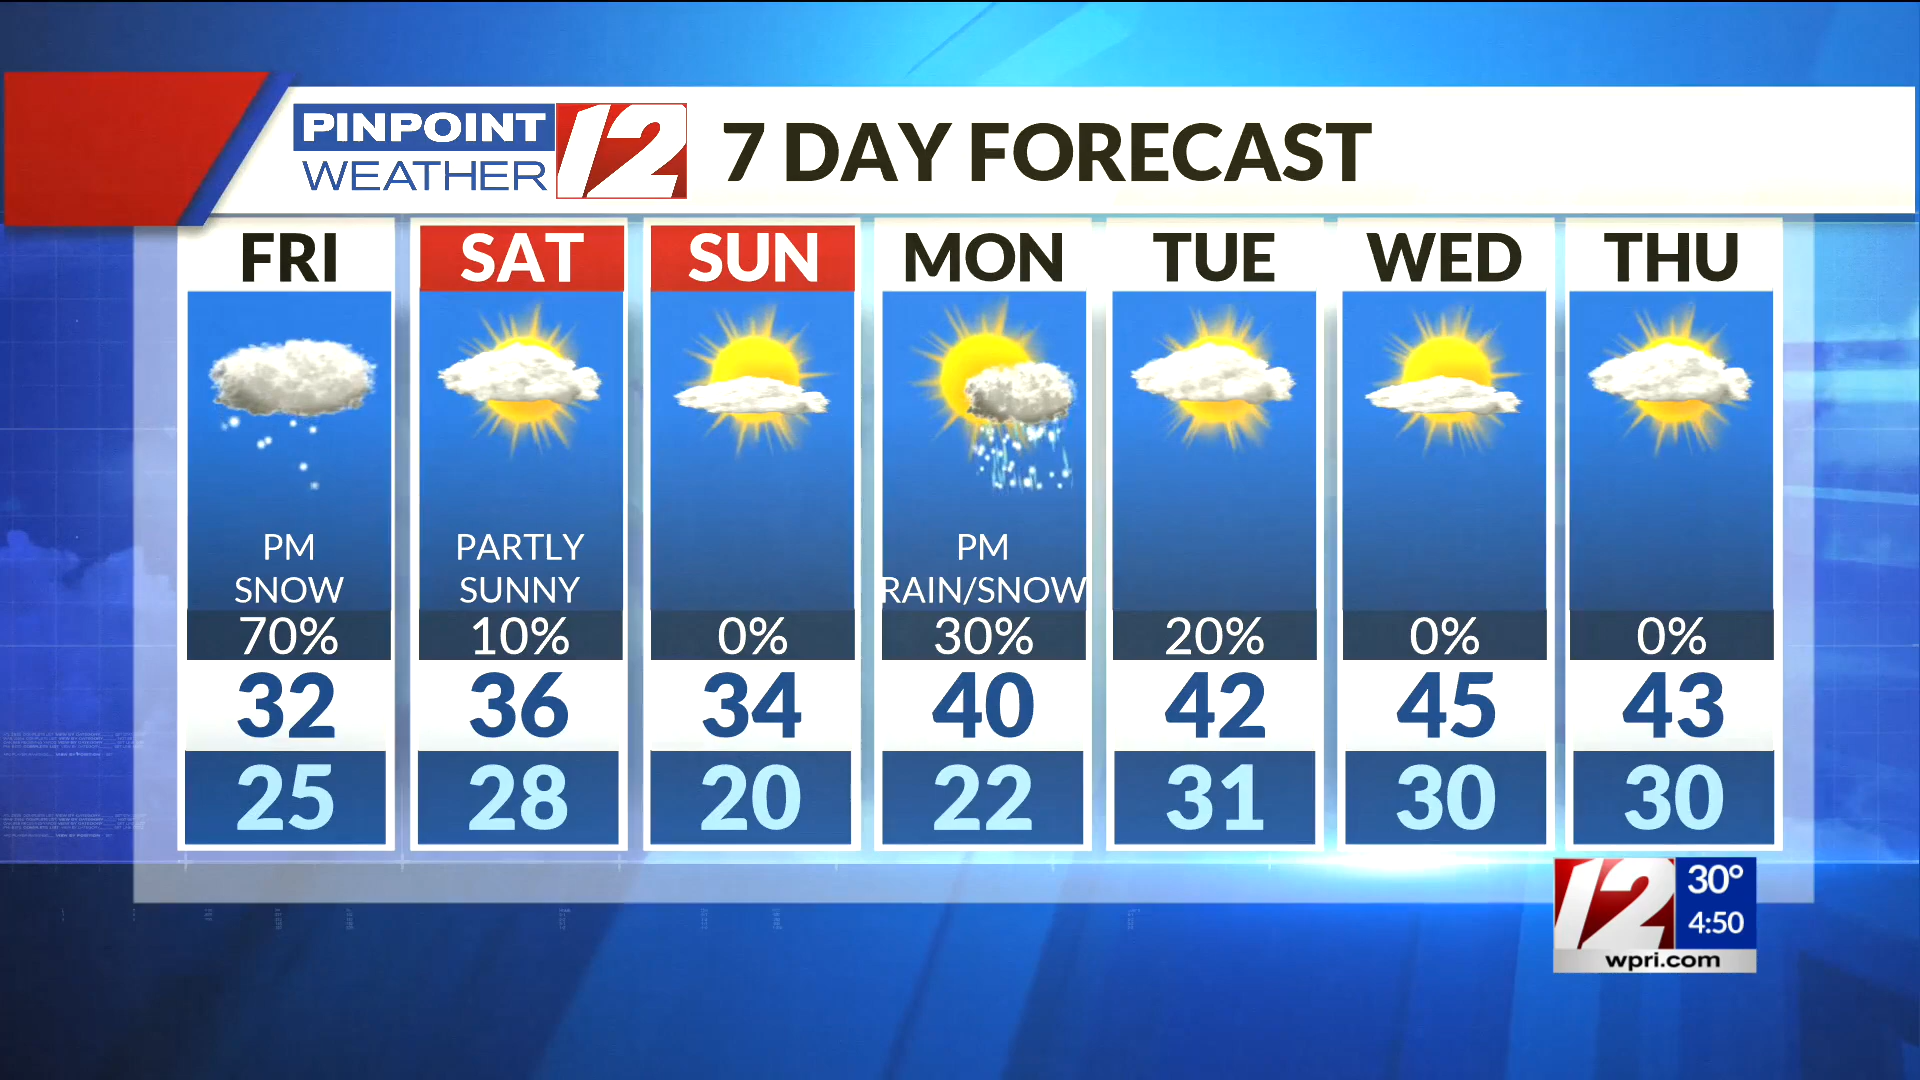 PINPOINT
WEATHER 12
7 DAY FORECAST
FRI SAT SUN MON TUE WED THU
PM
SNOW
PARTLY
SUNNY
PM
RAIN/SNOW
70% 10% 0% 30% 20% 0% 0%
32 36 34 40 42 45 43
25 28 20 22 31 30 30
12
30°
4:50
wpri.com